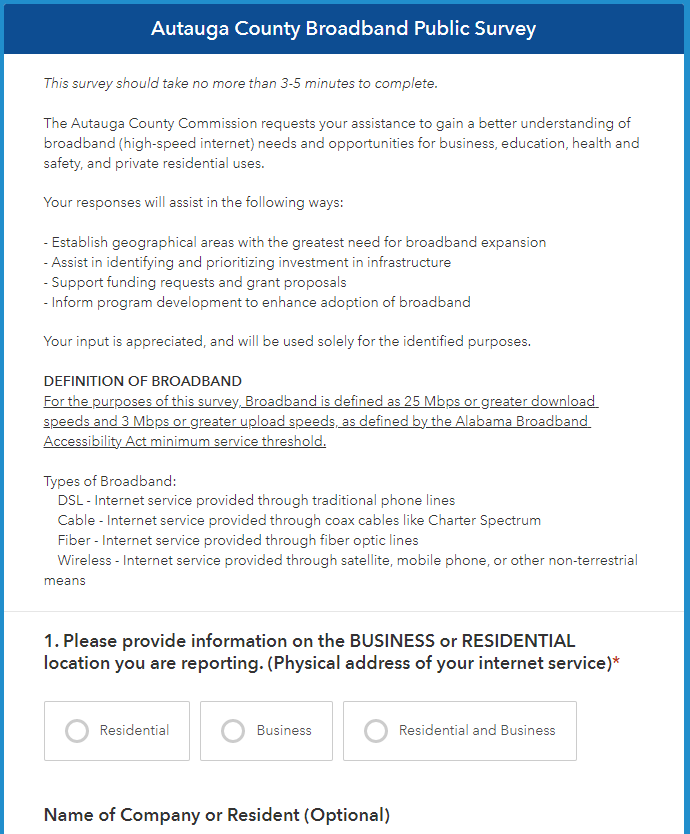 Autauga County Broadband Public Survey
This survey should take no more than 3-5 minutes to complete.
The Autauga County Commission requests your assistance to gain a better understanding of
broadband (high-speed internet) needs and opportunities for business, education, health and
safety, and private residential uses.
Your responses will assist in the following ways:
- Establish geographical areas with the greatest need for broadband expansion
- Assist in identifying and prioritizing investment in infrastructure
- Support funding requests and grant proposals
- Inform program development to enhance adoption of broadband
Your input is appreciated, and will be used solely for the identified purposes.
DEFINITION OF BROADBAND
For the purposes of this survey, Broadband is defined as 25 Mbps or greater download
speeds and 3 Mbps or greater upload speeds, as defined by the Alabama Broadband
Accessibility Act minimum service threshold.
Types of Broadband:
DSL - Internet service provided through traditional phone lines
Cable - Internet service provided through coax cables like Charter Spectrum
Fiber - Internet service provided through fiber optic lines
Wireless - Internet service provided through satellite, mobile phone, or other non-terrestrial
means
1. Please provide information on the BUSINESS or RESIDENTIAL
location you are reporting. (Physical address of your internet service)*
Residential
Business
Residential and Business
Name of Company or Resident (Optional)